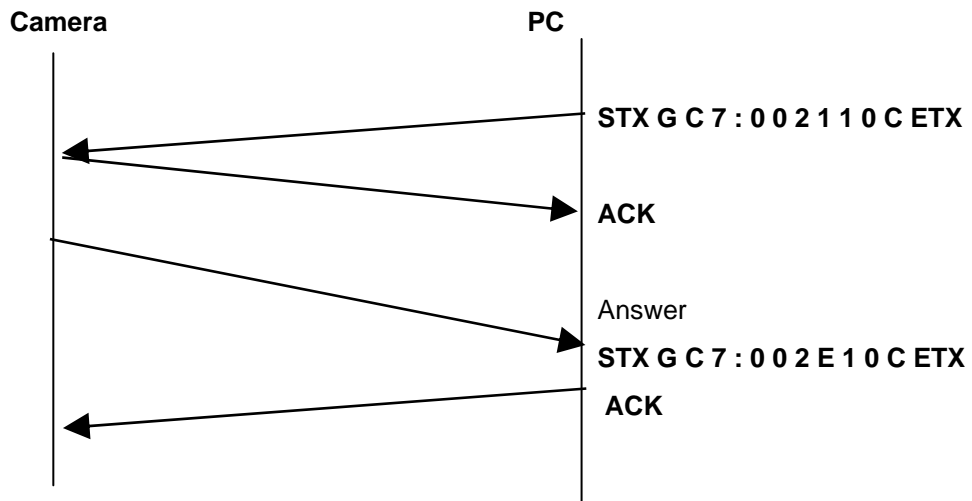 Camera PC
STX G C 7 : 0 0 2 1 1 0 C ETX
ACK
Answer
STX G C 7 : 0 0 2 E 1 0 C ETX
ACK